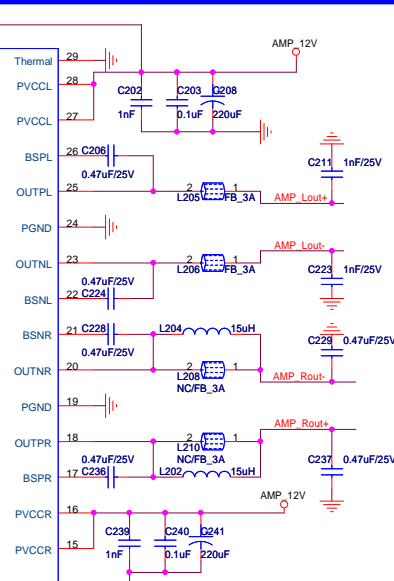 AMP_12V
Thermal 29
PVCCL 28
C202 C203 C208
1nF 0.1uF 220uF
PVCCL 27
BSPL 26 C206
0.47uF/25V
C211 1nF/25V
OUTPL 25 2 1
L205 FB_3A AMP_Lout+
PGND 24
AMP_Lout-
OUTNL 23 2 1
L206 FB_3A
C223 1nF/25V
0.47uF/25V
BSNL 22 C224
BSNR 21 C228 L204 15uH
0.47uF/25V
C229 0.47uF/25V
OUTNR 20 2 1
L208 AMP_Rout-
NC/FB_3A
PGND 19
AMP_Rout+
OUTPR 18 2 1
L210
NC/FB_3A
0.47uF/25V C237 0.47uF/25V
BSPR 17 C236 L202 15uH
AMP_12V
PVCCR 16
C239 C240 C241
1nF 0.1uF 220uF
PVCCR 15